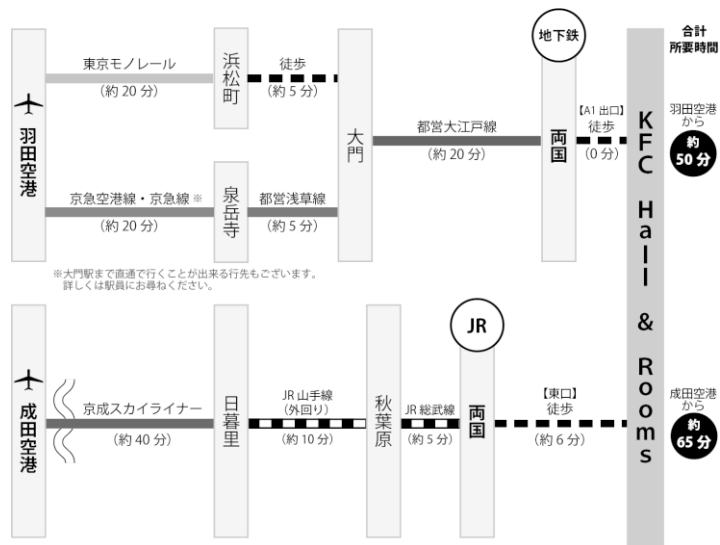 地下鉄
合計
所要時間
羽田空港
東京モノレール
(約 20 分)
浜松町
徒歩
(約 5 分)
大門
都営大江戸線
(約 20 分)
両国
【A1 出口】
徒歩
(0 分)
KFC Hall & Rooms
羽田空港
から
約
50 分
京急空港線・京急線 ※
(約 20 分)
泉岳寺
都営浅草線
(約 5 分)
※大門駅まで直通で行くことが出来る行先もございます。
詳しくは駅員にお尋ねください。
JR
成田空港
京成スカイライナー
(約 40 分)
日暮里
JR 山手線
(外回り)
(約 10 分)
秋葉原
JR 総武線
(約 5 分)
両国
【東口】
徒歩
(約 6 分)
成田空港
から
約
65 分